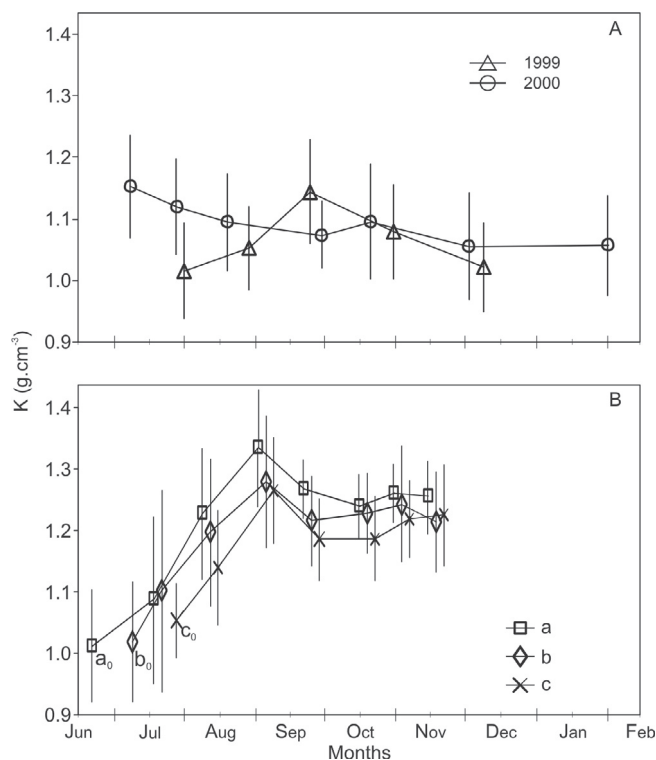 A
1.4
1999
2000
1.3
1.2
1.1
1.0
0.9
K (g.cm⁻³)
B
1.4
1.3
1.2
1.1
1.0
0.9
a₀
b₀
c₀
a
b
c
Jun
Jul
Aug
Sep
Oct
Nov
Dec
Jan
Feb
Months